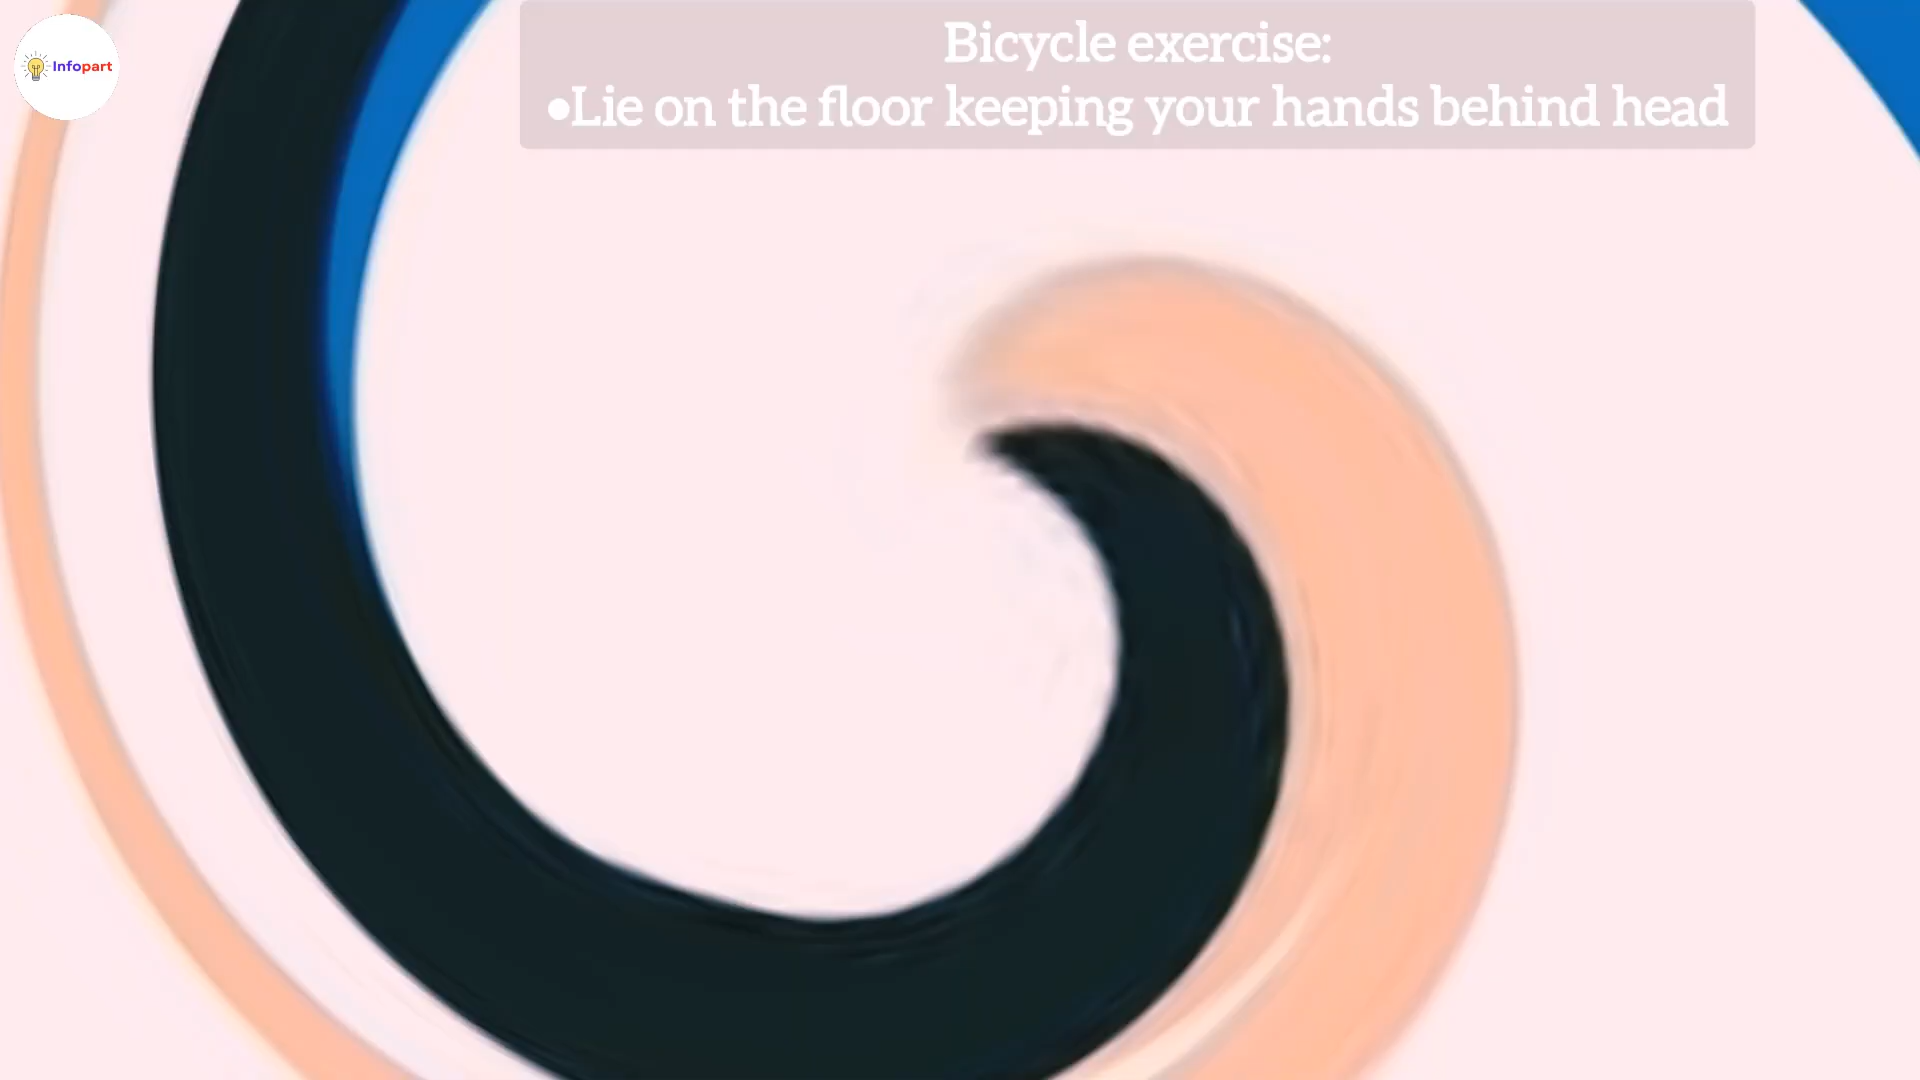 Infopart
Bicycle exercise:
•Lie on the floor keeping your hands behind head